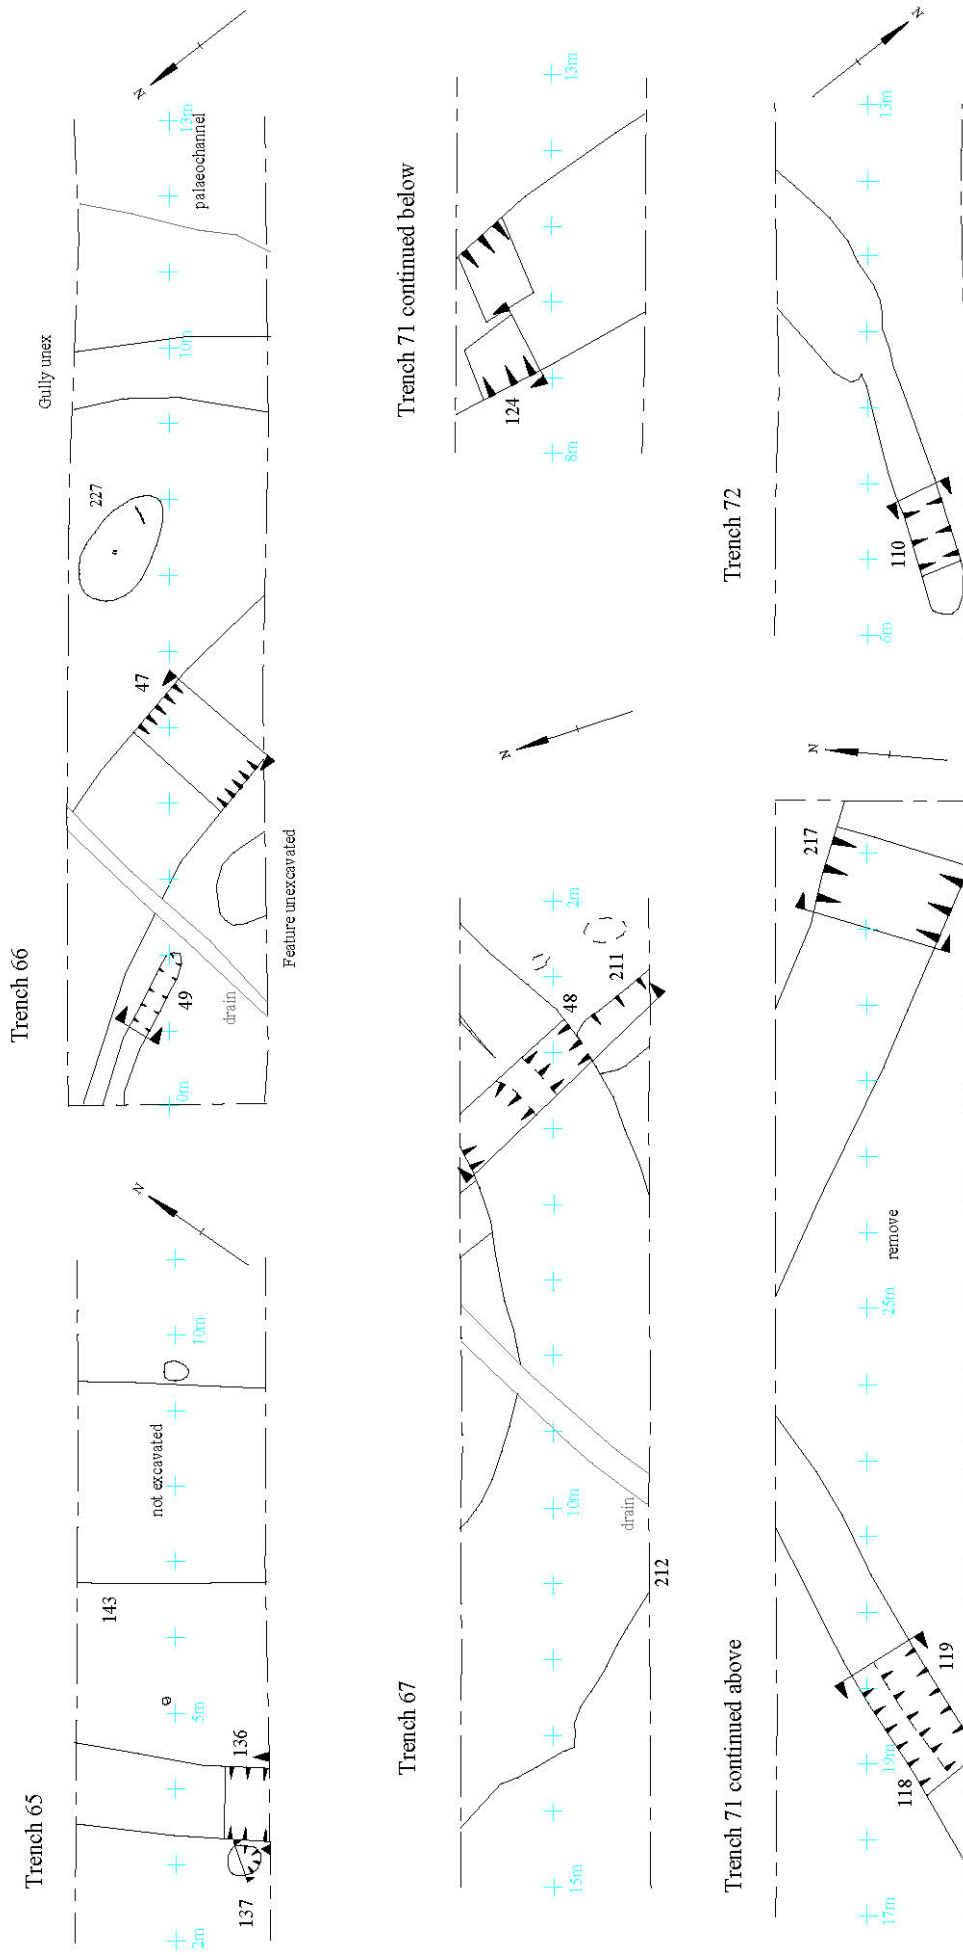 Trench 65
137
136
143
not excavated
2m
5m
10m
N
Trench 66
49
drain
Feature unexcavated
47
227
Gully unex
palaeochannel
0m
10m
13m
N
Trench 67
212
drain
48
211
15m
10m
2m
N
Trench 71 continued below
124
8m
13m
Trench 71 continued above
118
119
remove
217
17m
19m
25m
N
Trench 72
110
6m
13m
N